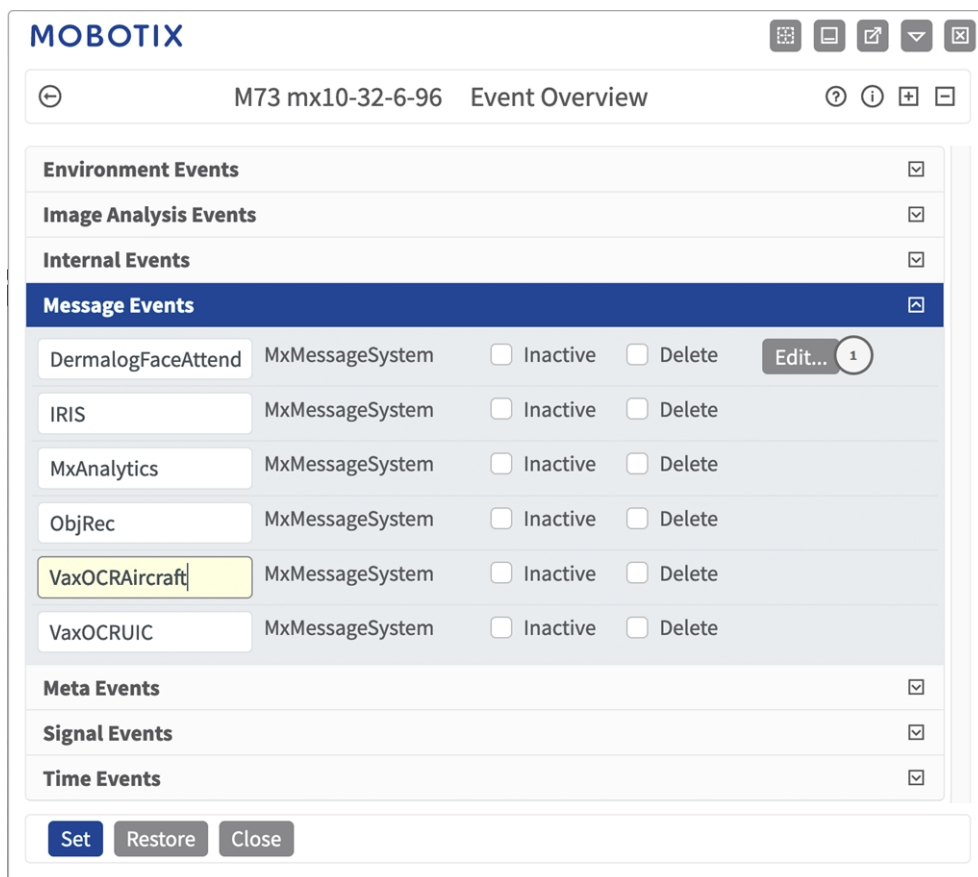 MOBOTIX
M73 mx10-32-6-96 Event Overview
Environment Events
Image Analysis Events
Internal Events
Message Events
DermalogFaceAttend MxMessageSystem Inactive Delete Edit... 1
IRIS MxMessageSystem Inactive Delete
MxAnalytics MxMessageSystem Inactive Delete
ObjRec MxMessageSystem Inactive Delete
VaxOCRAircraft MxMessageSystem Inactive Delete
VaxOCRUIC MxMessageSystem Inactive Delete
Meta Events
Signal Events
Time Events
Set Restore Close